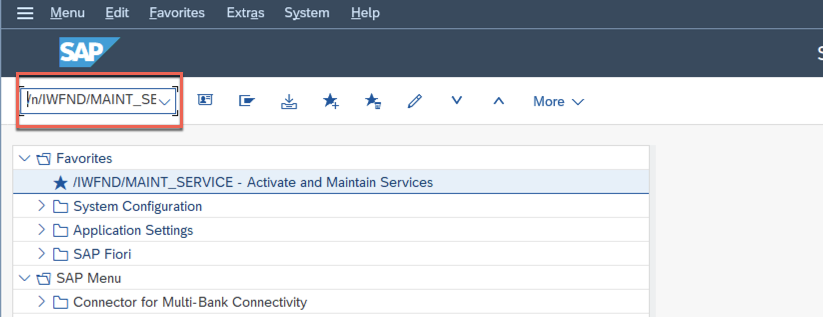 Menu Edit Favorites Extras System Help
SAP S
/n/IWFND/MAINT_SE
More
Favorites
/IWFND/MAINT_SERVICE - Activate and Maintain Services
System Configuration
Application Settings
SAP Fiori
SAP Menu
Connector for Multi-Bank Connectivity